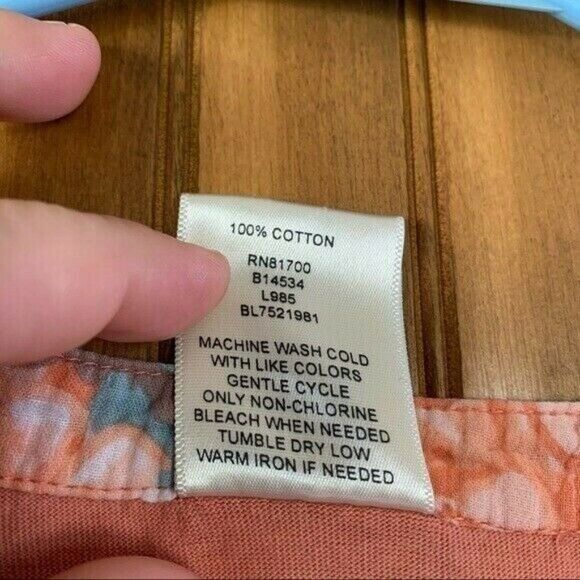 100% COTTON
RN81700
B14534
L985
BL7521981
MACHINE WASH COLD
WITH LIKE COLORS
GENTLE CYCLE
ONLY NON-CHLORINE
BLEACH WHEN NEEDED
TUMBLE DRY LOW
WARM IRON IF NEEDED